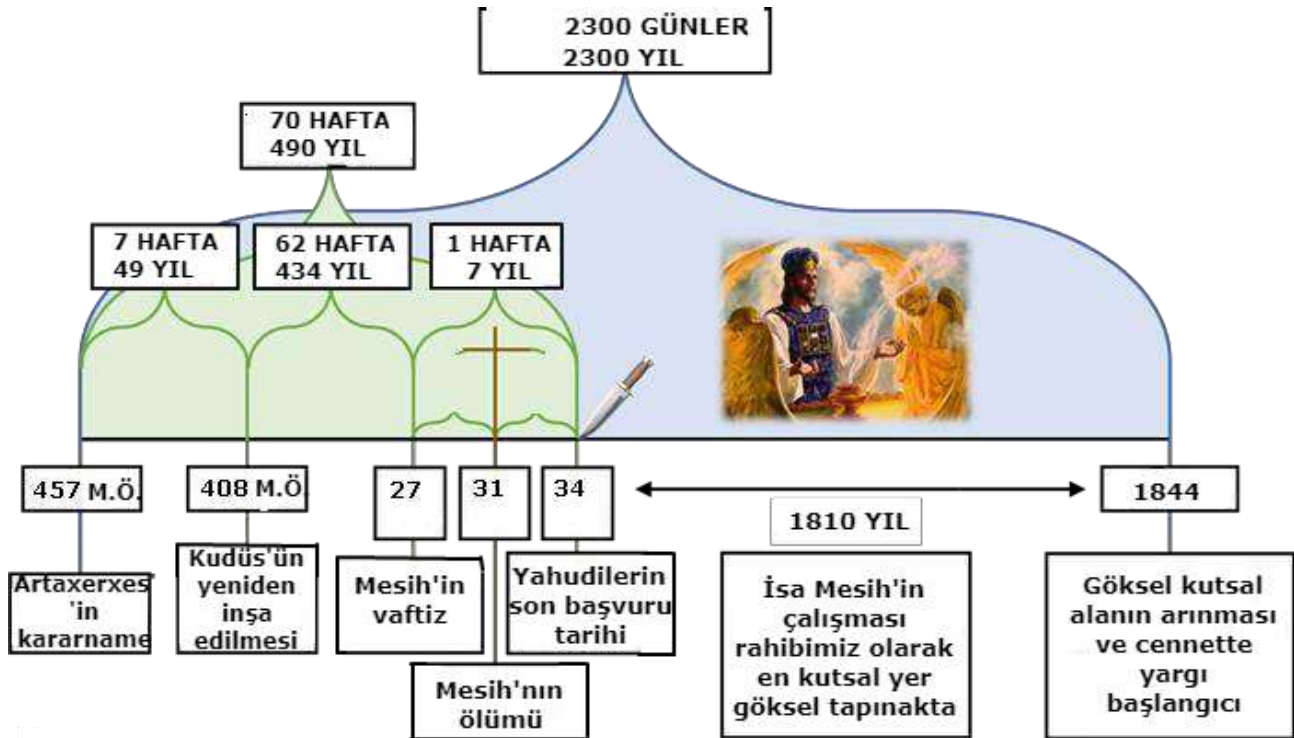 2300 GÜNLER
2300 YIL
70 HAFTA
490 YIL
7 HAFTA
49 YIL
62 HAFTA
434 YIL
1 HAFTA
7 YIL
457 M.Ö.
408 M.Ö.
27
31
34
1810 YIL
1844
Artaxerxes
'in
kararname
Kudüs'ün
yeniden
inşa
edilmesi
Mesih'in
vaftiz
Mesih'nın
ölümü
Yahudilerin
son başvuru
tarihi
İsa Mesih'in
çalışması
rahibimiz olarak
en kutsal yer
göksel tapınakta
Göksel kutsal
alanın arınması
ve cennette
yargı
başlangıcı